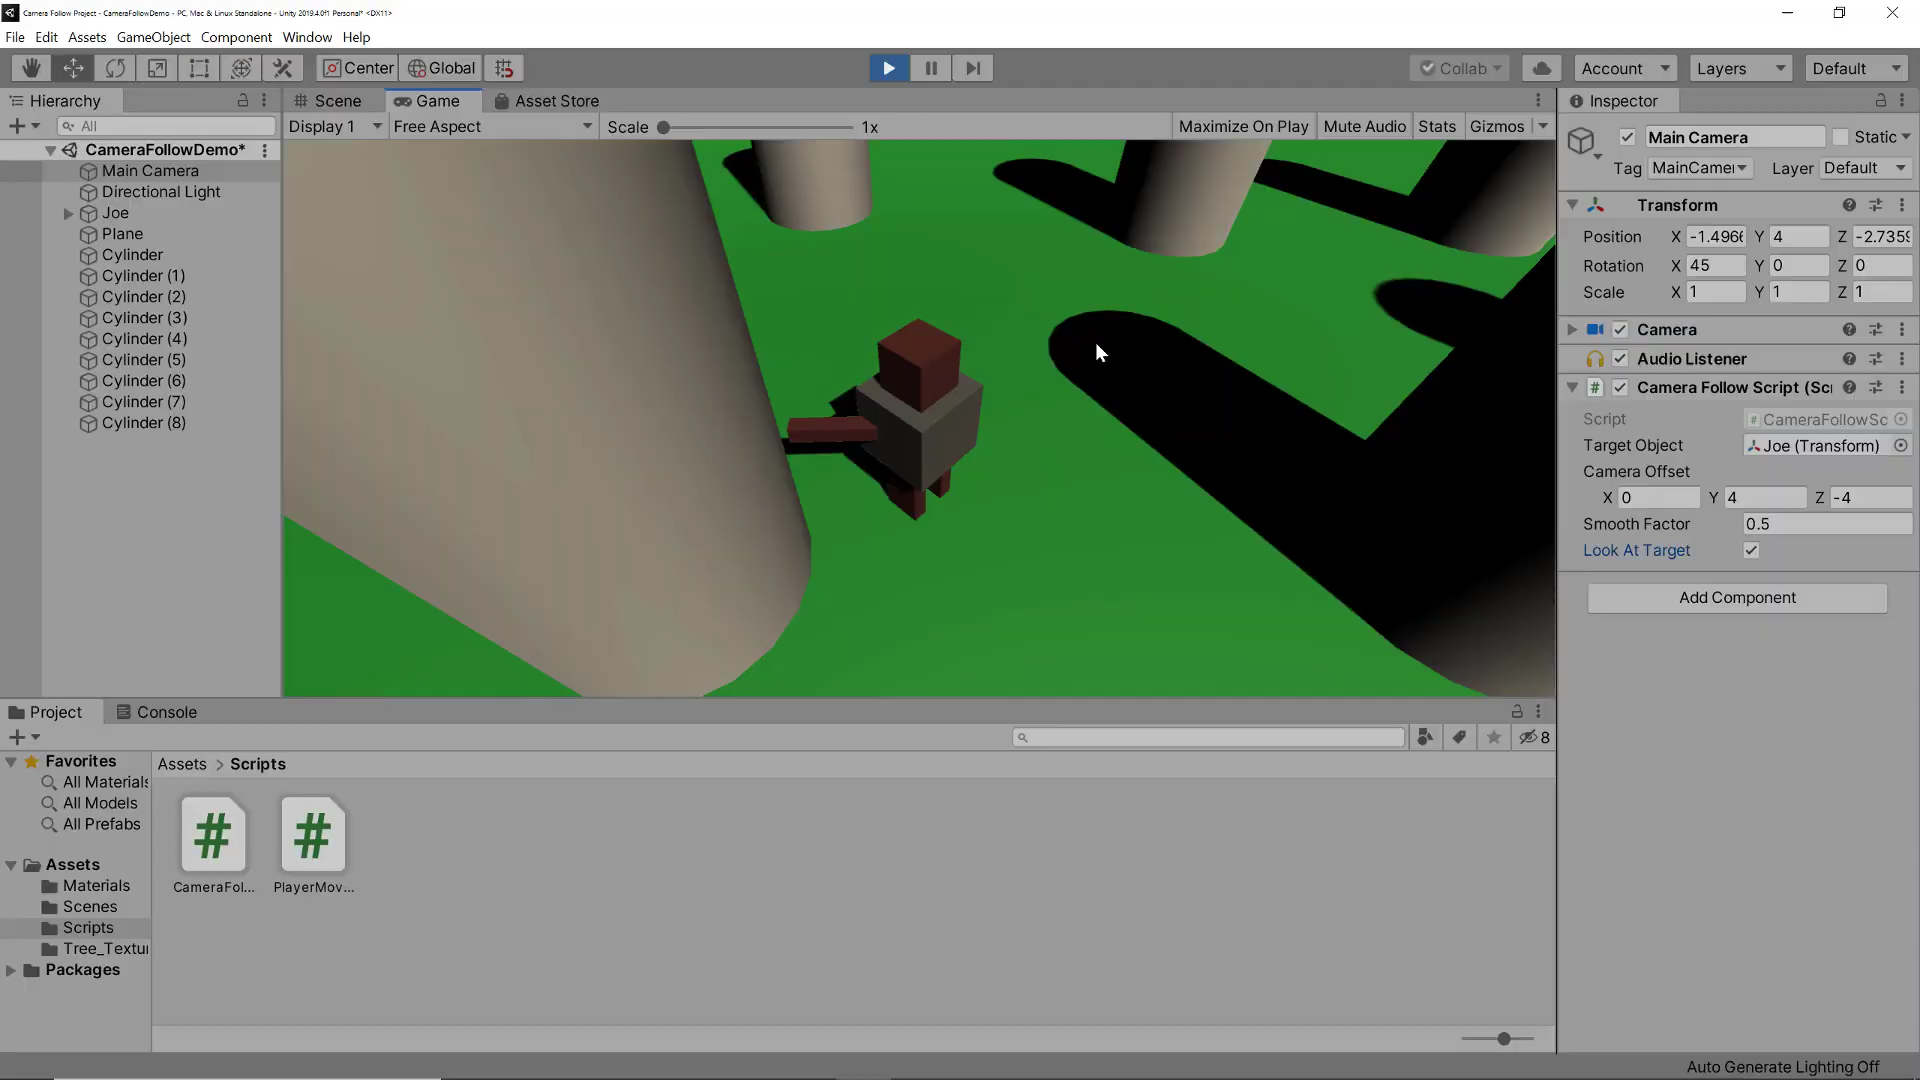 Camera Follow Project - CameraFollowDemo - PC, Mac & Linux Standalone - Unity 2019.4.0f1 Personal* <DX11>
File Edit Assets GameObject Component Window Help
Center Global Collab Account Layers Default
Hierarchy
All
CameraFollowDemo*
Main Camera
Directional Light
Joe
Plane
Cylinder
Cylinder (1)
Cylinder (2)
Cylinder (3)
Cylinder (4)
Cylinder (5)
Cylinder (6)
Cylinder (7)
Cylinder (8)
Scene Game Asset Store
Display 1 Free Aspect Scale 1x Maximize On Play Mute Audio Stats Gizmos
Inspector
Main Camera Static
Tag MainCamer Layer Default
Transform
Position X -1.496 Y 4 Z -2.735
Rotation X 45 Y 0 Z 0
Scale X 1 Y 1 Z 1
Camera
Audio Listener
# Camera Follow Script (Sc
Script # CameraFollowSc
Target Object Joe (Transform)
Camera Offset
X 0 Y 4 Z -4
Smooth Factor 0.5
Look At Target
Add Component
Project Console
8
Favorites
All Materials
All Models
All Prefabs
Assets
Materials
Scenes
Scripts
Tree_Textu
Packages
Assets > Scripts
# #
CameraFol... PlayerMov...
Auto Generate Lighting Off